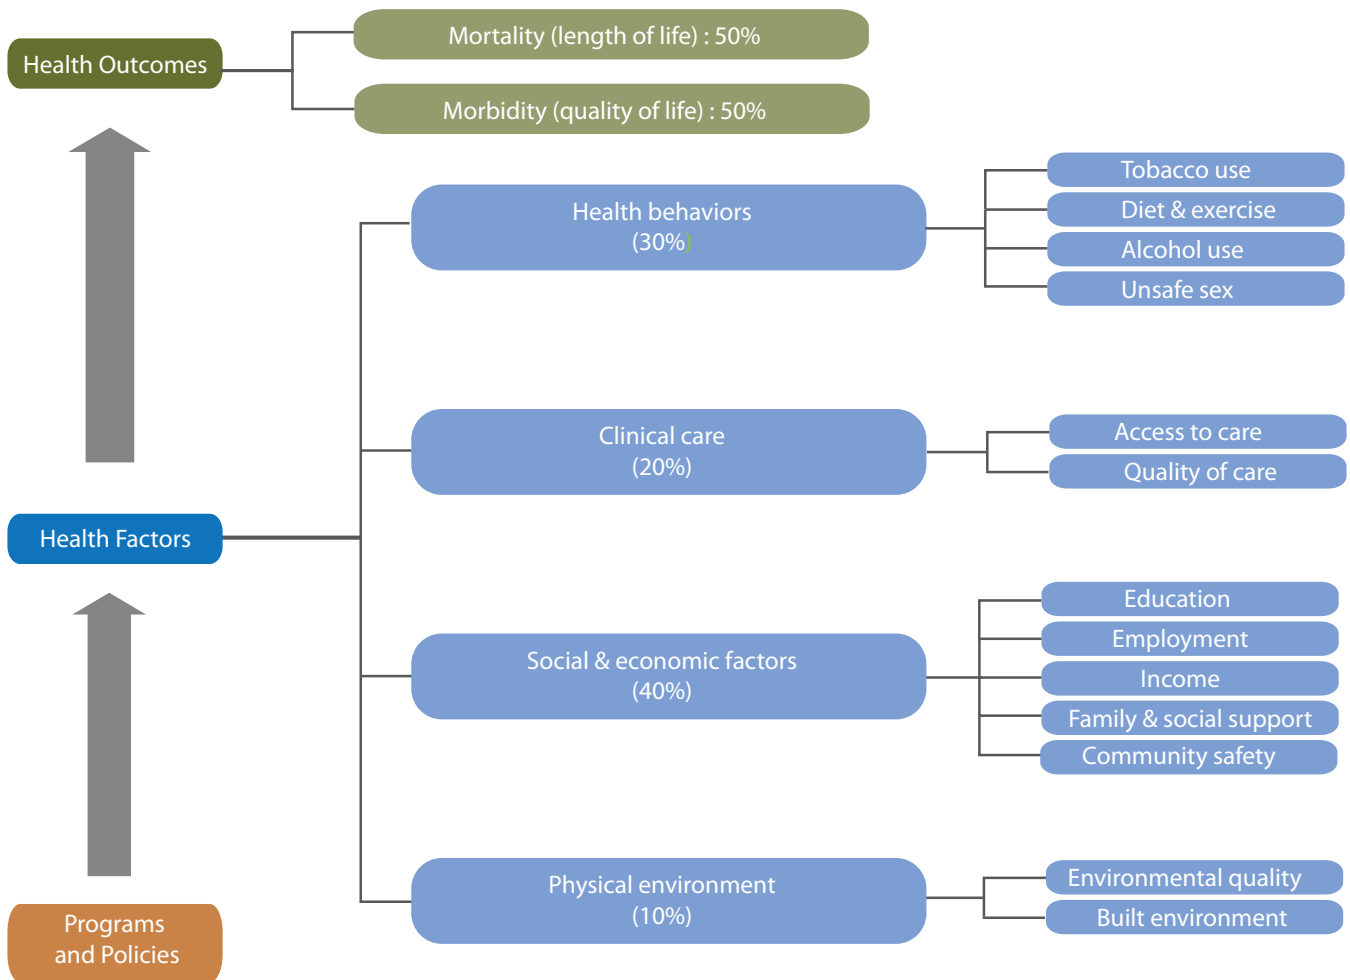 Health Outcomes
Mortality (length of life) : 50%
Morbidity (quality of life) : 50%
Health Factors
Health behaviors
(30%)
Tobacco use
Diet & exercise
Alcohol use
Unsafe sex
Clinical care
(20%)
Access to care
Quality of care
Social & economic factors
(40%)
Education
Employment
Income
Family & social support
Community safety
Physical environment
(10%)
Environmental quality
Built environment
Programs
and Policies